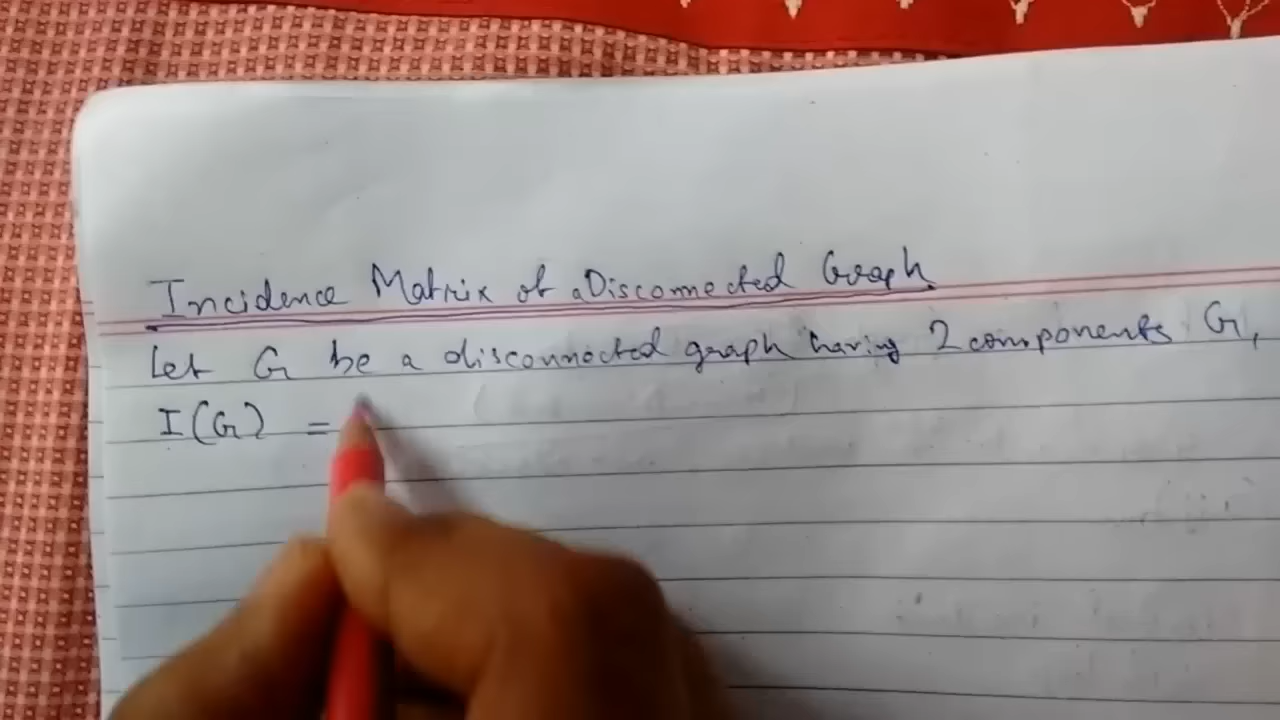 Incidence Matrix of a Disconnected Graph
Let G be a disconnected graph having 2 components G,
I(G) =